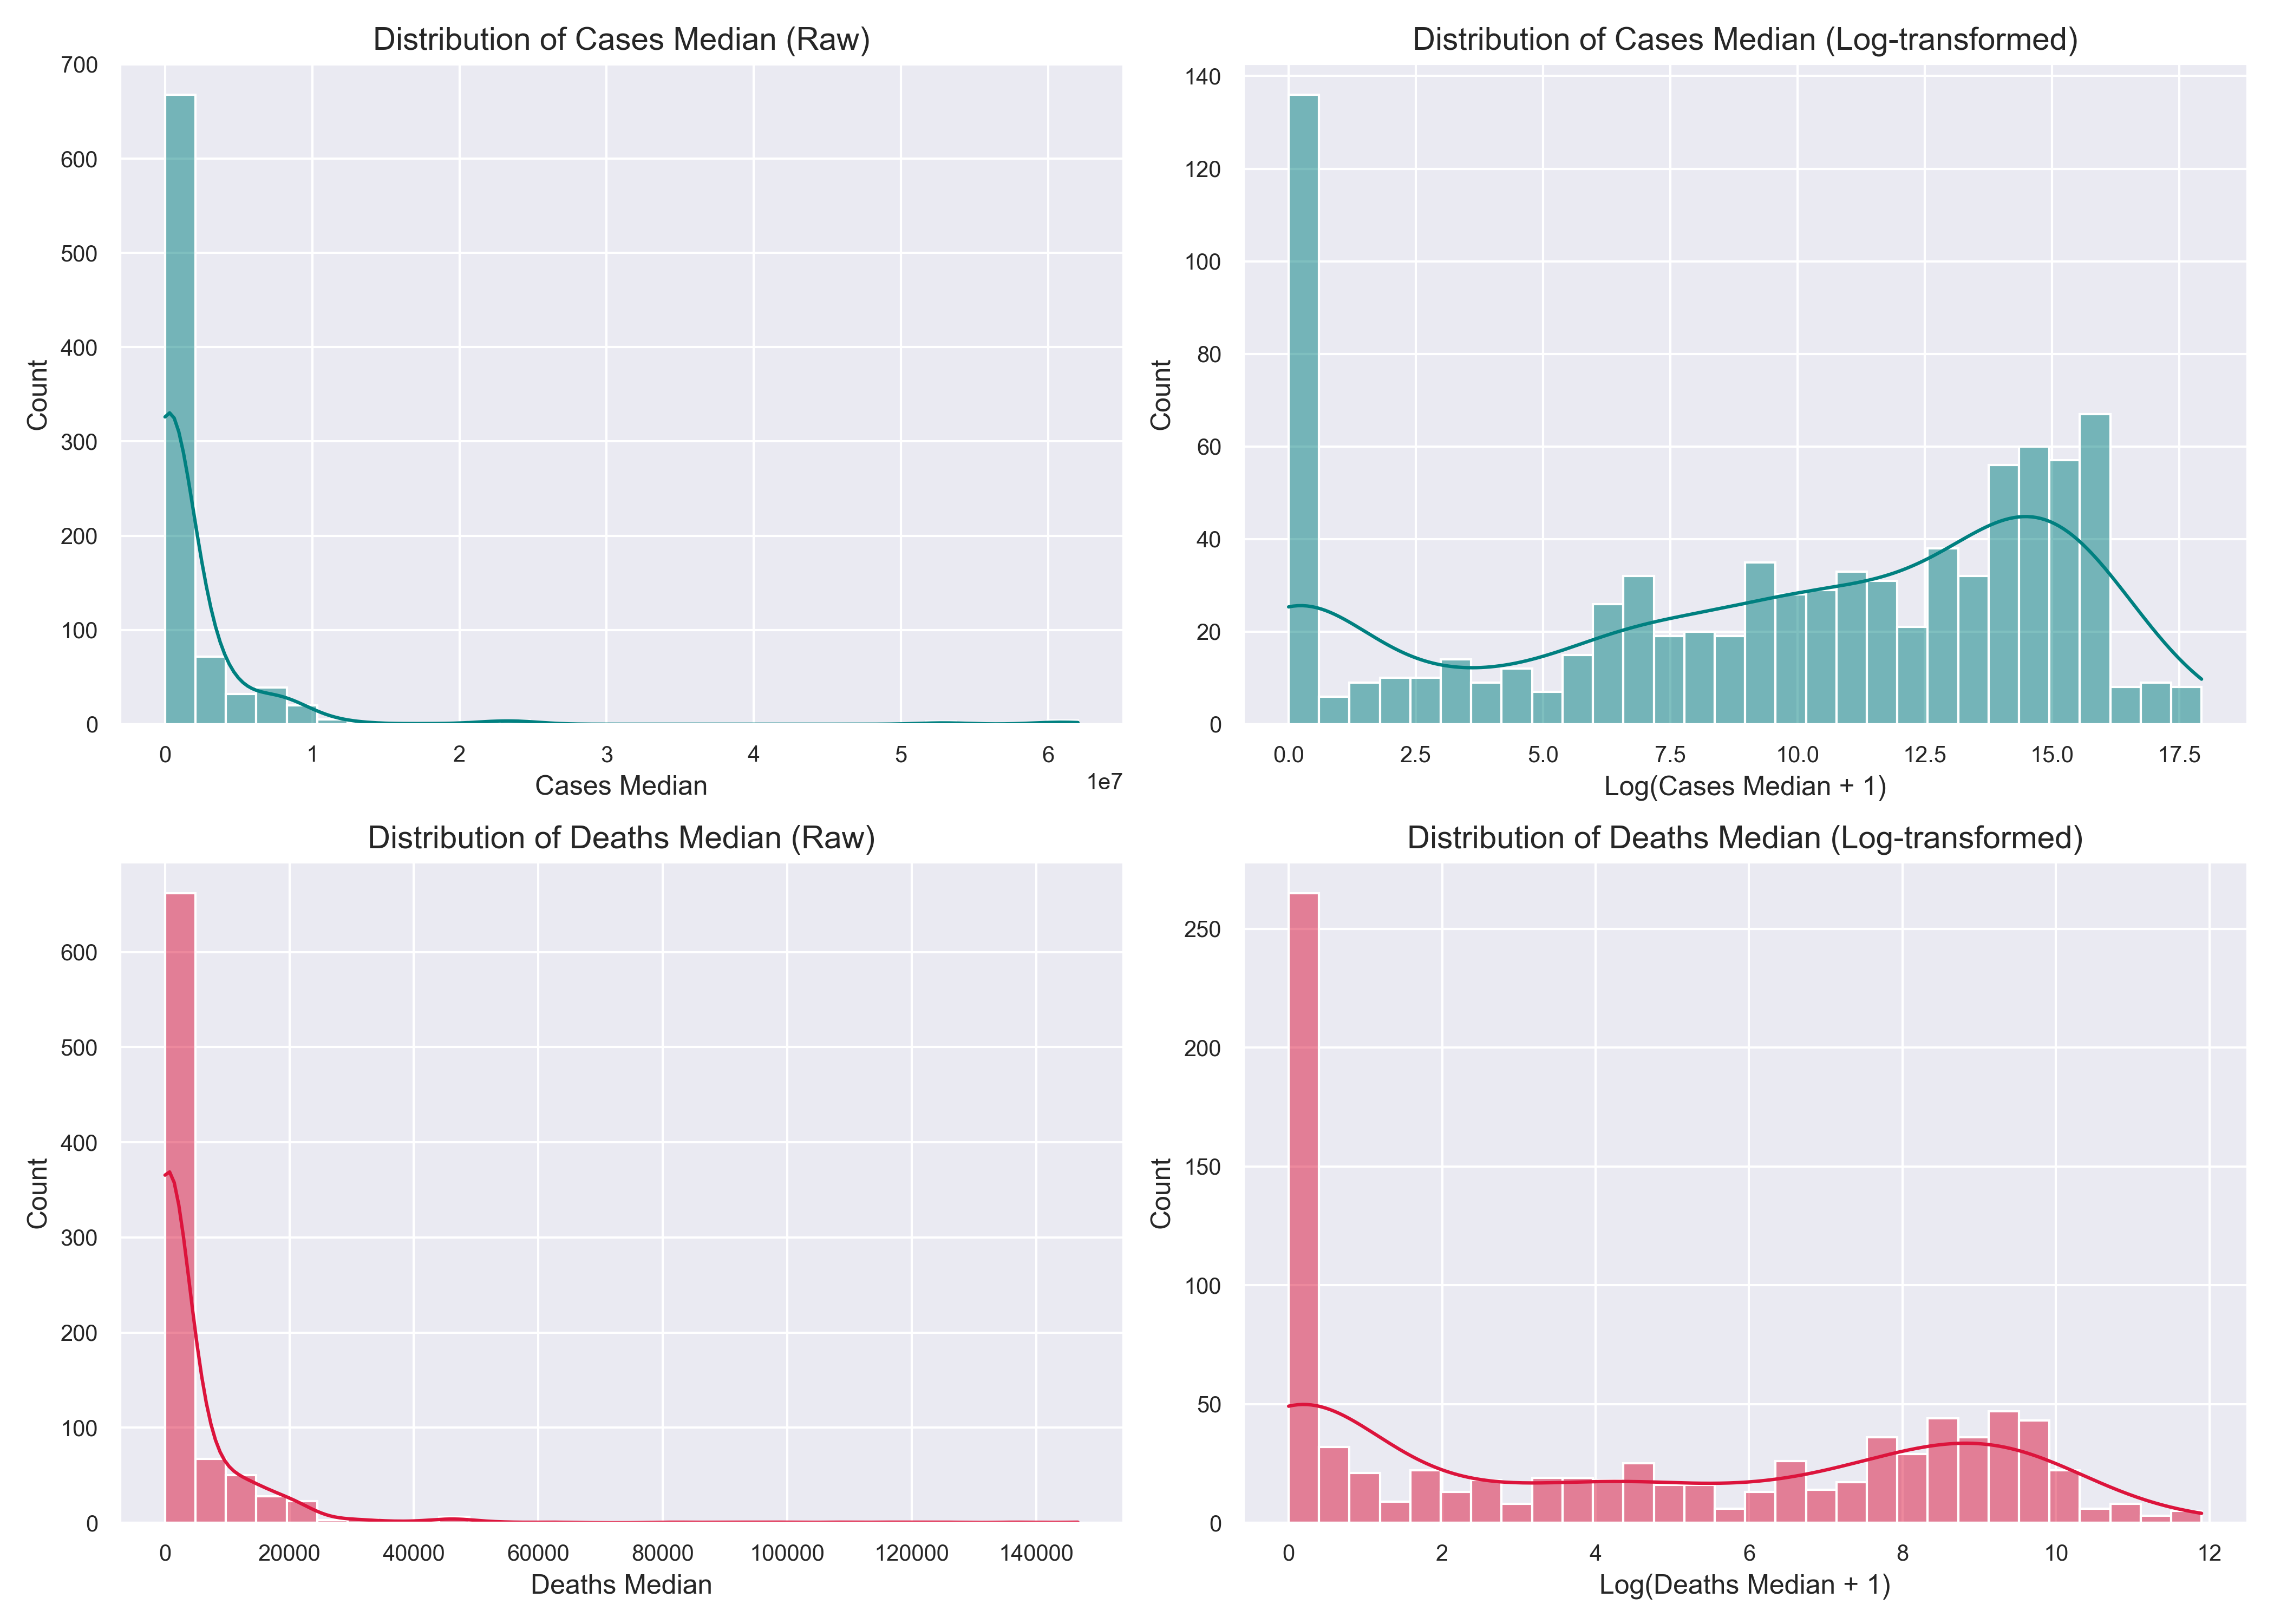 Distribution of Cases Median (Raw)
700
600
500
400
300
200
100
0
Count
0 1 2 3 4 5 6
1e7
Cases Median
Distribution of Cases Median (Log-transformed)
140
120
100
80
60
40
20
0
Count
0.0 2.5 5.0 7.5 10.0 12.5 15.0 17.5
Log(Cases Median + 1)
Distribution of Deaths Median (Raw)
600
500
400
300
200
100
0
Count
0 20000 40000 60000 80000 100000 120000 140000
Deaths Median
Distribution of Deaths Median (Log-transformed)
250
200
150
100
50
0
Count
0 2 4 6 8 10 12
Log(Deaths Median + 1)